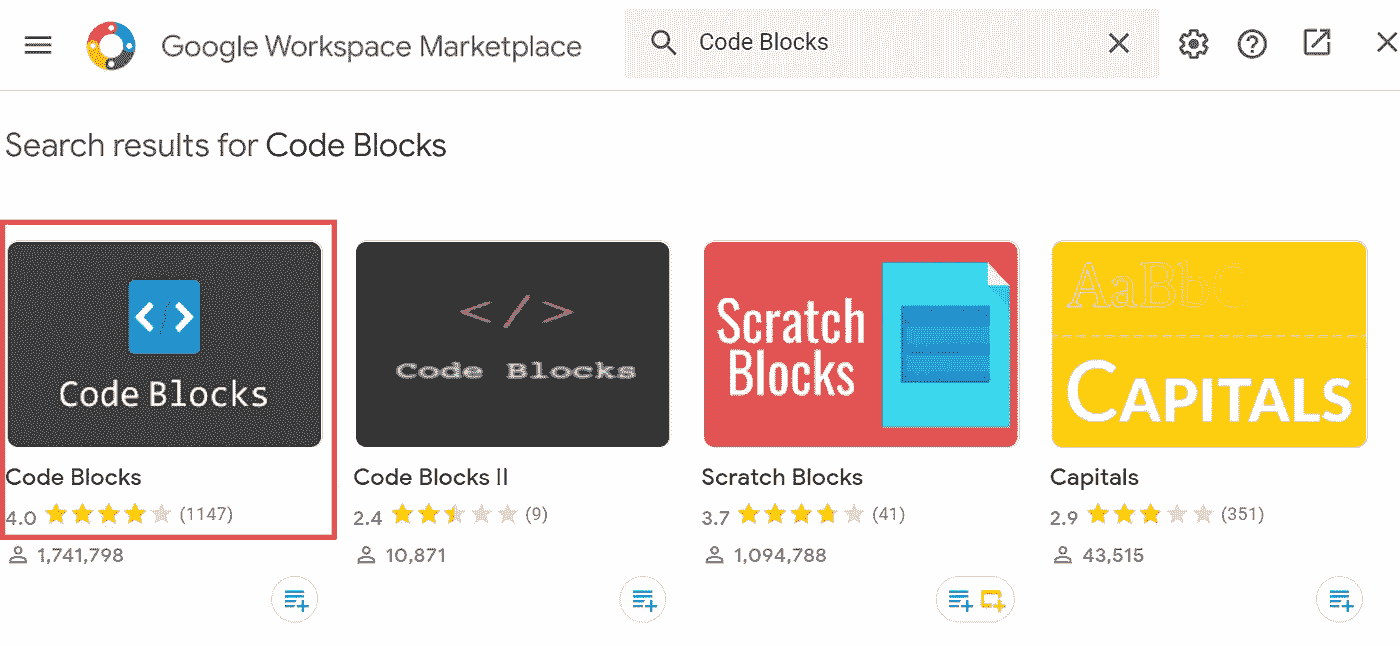 Google Workspace Marketplace
Code Blocks
Search results for Code Blocks
Code Blocks
Code Blocks
4.0 (1147)
1,741,798
Code Blocks
Code Blocks II
2.4 (9)
10,871
Scratch
Blocks
Scratch Blocks
3.7 (41)
1,094,788
AaBbC
CAPITALS
Capitals
2.9 (351)
43,515